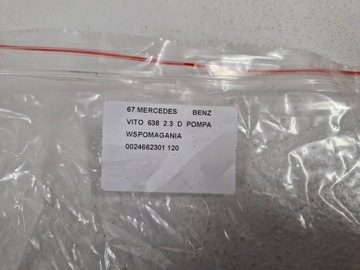 67.MERCEDES BENZ
VITO 638 2.3 D POMPA
WSPOMAGANIA
0024662301 120